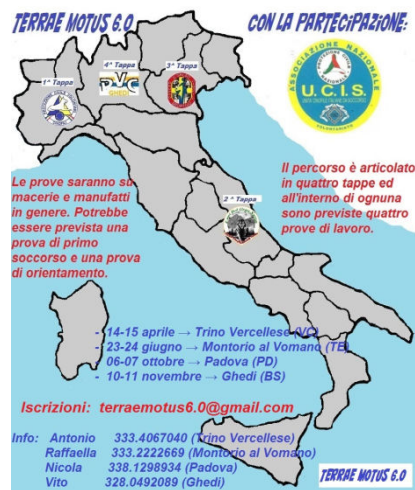 TERRAE MOTUS 6.0
CON LA PARTECIPAZIONE:
ASSOCIAZIONE NAZIONALE
U.C.I.S.
4^ Tappa
3^ Tappa
1^ Tappa
GHEDI
Le prove saranno su
macerie e manufatti
in genere. Potrebbe
essere prevista una
prova di primo
soccorso e una prova
di orientamento.
Il percorso è articolato
in quattro tappe ed
all'interno di ognuna
sono previste quattro
prove di lavoro.
2^ Tappa
- 14-15 aprile → Trino Vercellese (VC)
- 23-24 giugno → Montorio al Vomano (TE)
- 06-07 ottobre → Padova (PD)
- 10-11 novembre → Ghedi (BS)
Iscrizioni: terraemotus6.0@gmail.com
Info: Antonio 333.4067040 (Trino Vercellese)
Raffaella 333.2222669 (Montorio al Vomano)
Nicola 338.1298934 (Padova)
Vito 328.0492089 (Ghedi)
TERRAE MOTUS 6.0